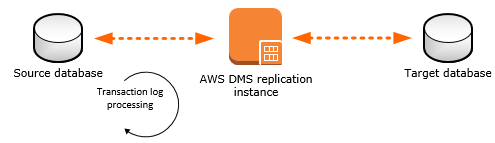 Source database
AWS DMS replication
instance
Target database
Transaction log
processing